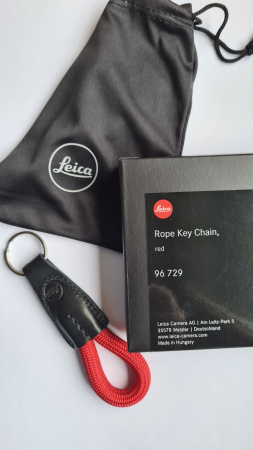 Leica
Leica
Rope Key Chain,
red
96 729
Leica Camera AG | Am Leitz-Park 5
35578 Wetzlar | Deutschland
www.leica-camera.com
Made in Hungary